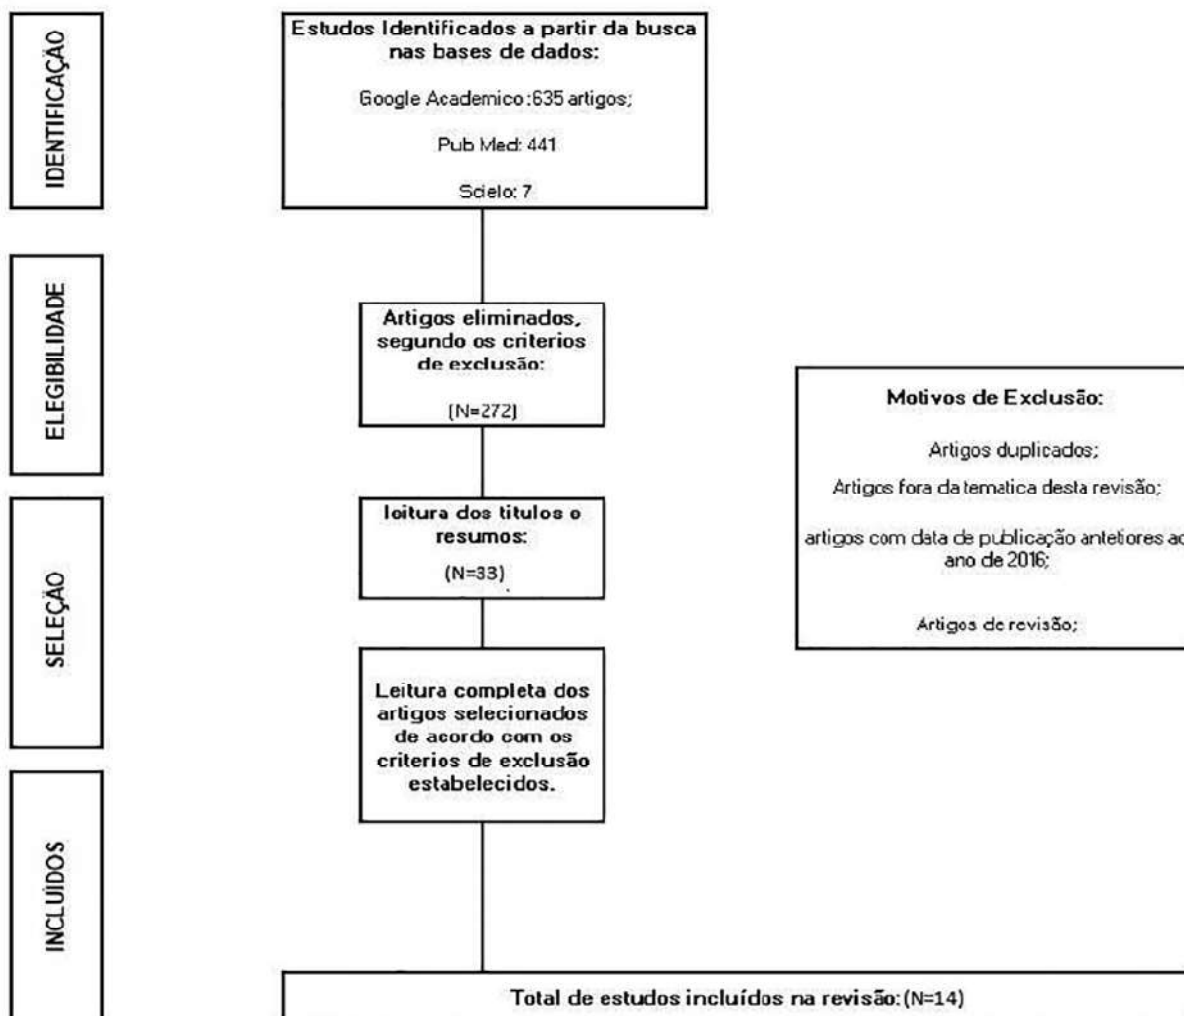 IDENTIFICAÇÃO
Estudos Identificados a partir da busca
nas bases de dados:
Google Academico :635 artigos;
Pub Med: 441
Scielo: 7
ELEGIBILIDADE
Artigos eliminados,
segundo os criterios
de exclusão:
(N=272)
Motivos de Exclusão:
Artigos duplicados;
Artigos fora da tematica desta revisão;
artigos com data de publicação antetiores ao
ano de 2016;
Artigos de revisão;
SELEÇÃO
leitura dos titulos e
resumos:
(N=33)
Leitura completa dos
artigos selecionados
de acordo com os
criterios de exclusão
estabelecidos.
INCLUÍDOS
Total de estudos incluídos na revisão: (N=14)